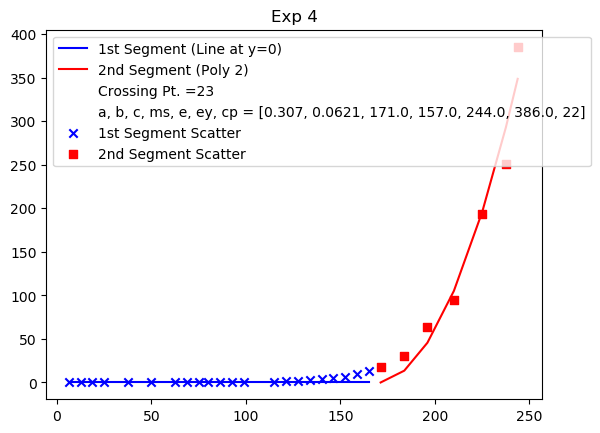 Exp 4
1st Segment (Line at y=0)
2nd Segment (Poly 2)
Crossing Pt. =23
a, b, c, ms, e, ey, cp = [0.307, 0.0621, 171.0, 157.0, 244.0, 386.0, 22]
1st Segment Scatter
2nd Segment Scatter
400
350
300
250
200
150
100
50
0
0 50 100 150 200 250